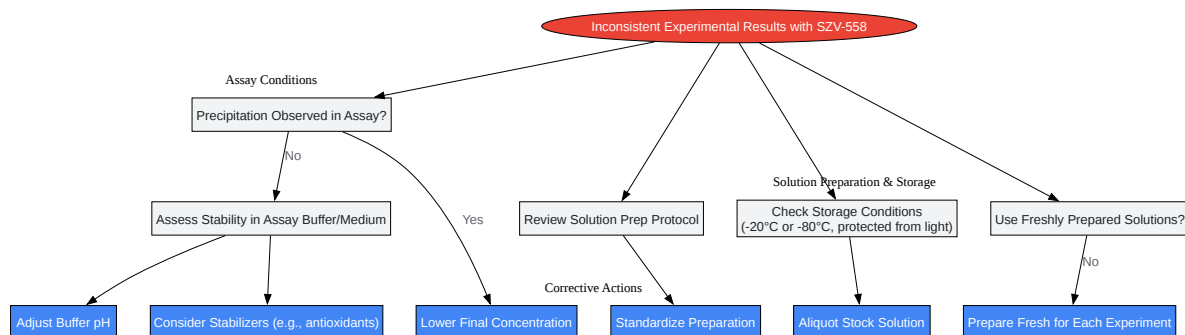 Inconsistent Experimental Results with SZV-558
Assay Conditions
Precipitation Observed in Assay?
No
Solution Preparation & Storage
Assess Stability in Assay Buffer/Medium
Yes
Review Solution Prep Protocol
Check Storage Conditions
(-20°C or -80°C, protected from light)
Use Freshly Prepared Solutions?
No
Corrective Actions
Adjust Buffer pH
Consider Stabilizers (e.g., antioxidants)
Lower Final Concentration
Standardize Preparation
Aliquot Stock Solution
Prepare Fresh for Each Experiment